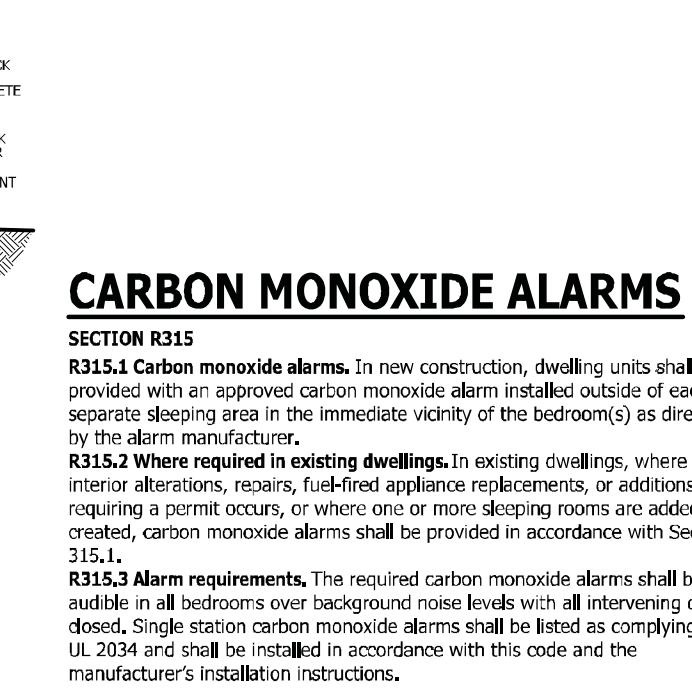 CK
ETE
K
R
NT
CARBON MONOXIDE ALARMS
SECTION R315
R315.1 Carbon monoxide alarms. In new construction, dwelling units shall
provided with an approved carbon monoxide alarm installed outside of ea
separate sleeping area in the immediate vicinity of the bedroom(s) as dire
by the alarm manufacturer.
R315.2 Where required in existing dwellings. In existing dwellings, where
interior alterations, repairs, fuel-fired appliance replacements, or additions
requiring a permit occurs, or where one or more sleeping rooms are adde
created, carbon monoxide alarms shall be provided in accordance with Sec
315.1.
R315.3 Alarm requirements. The required carbon monoxide alarms shall b
audible in all bedrooms over background noise levels with all intervening
closed. Single station carbon monoxide alarms shall be listed as complying
UL 2034 and shall be installed in accordance with this code and the
manufacturer's installation instructions.